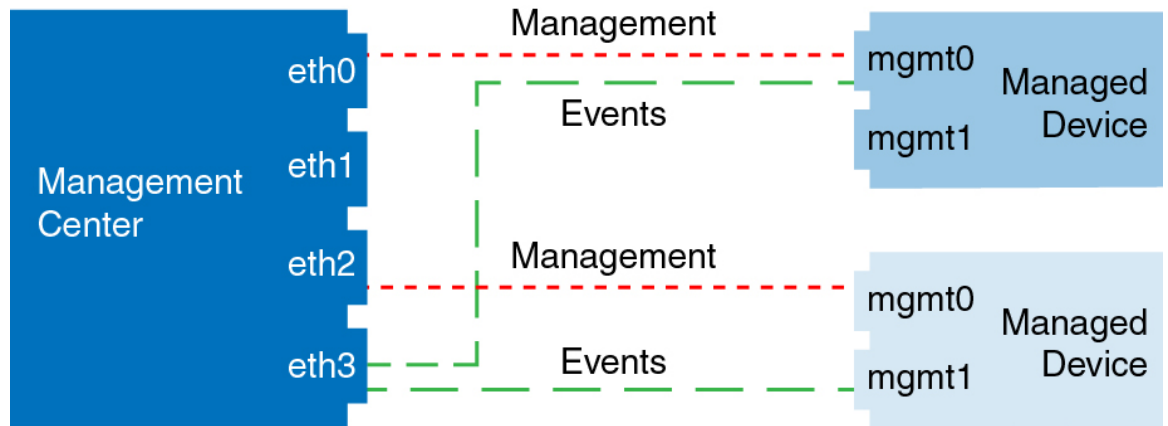 Management
Center
eth0
eth1
eth2
eth3
Management
Events
Management
Events
mgmt0
mgmt1
Managed
Device
mgmt0
mgmt1
Managed
Device